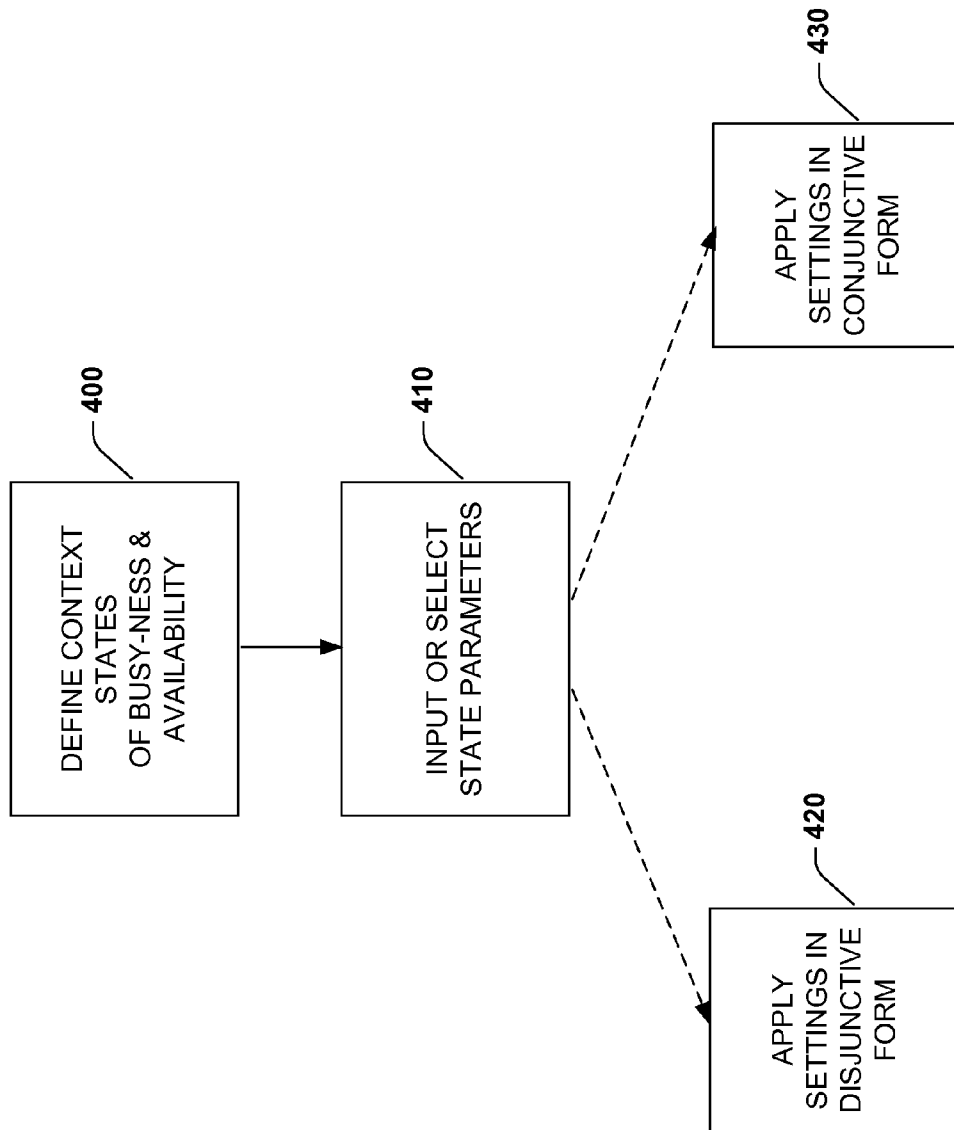 400
DEFINE CONTEXT
STATES
OF BUSY-NESS &
AVAILABILITY
410
INPUT OR SELECT
STATE PARAMETERS
420
APPLY
SETTINGS IN
DISJUNCTIVE
FORM
430
APPLY
SETTINGS IN
CONJUNCTIVE
FORM